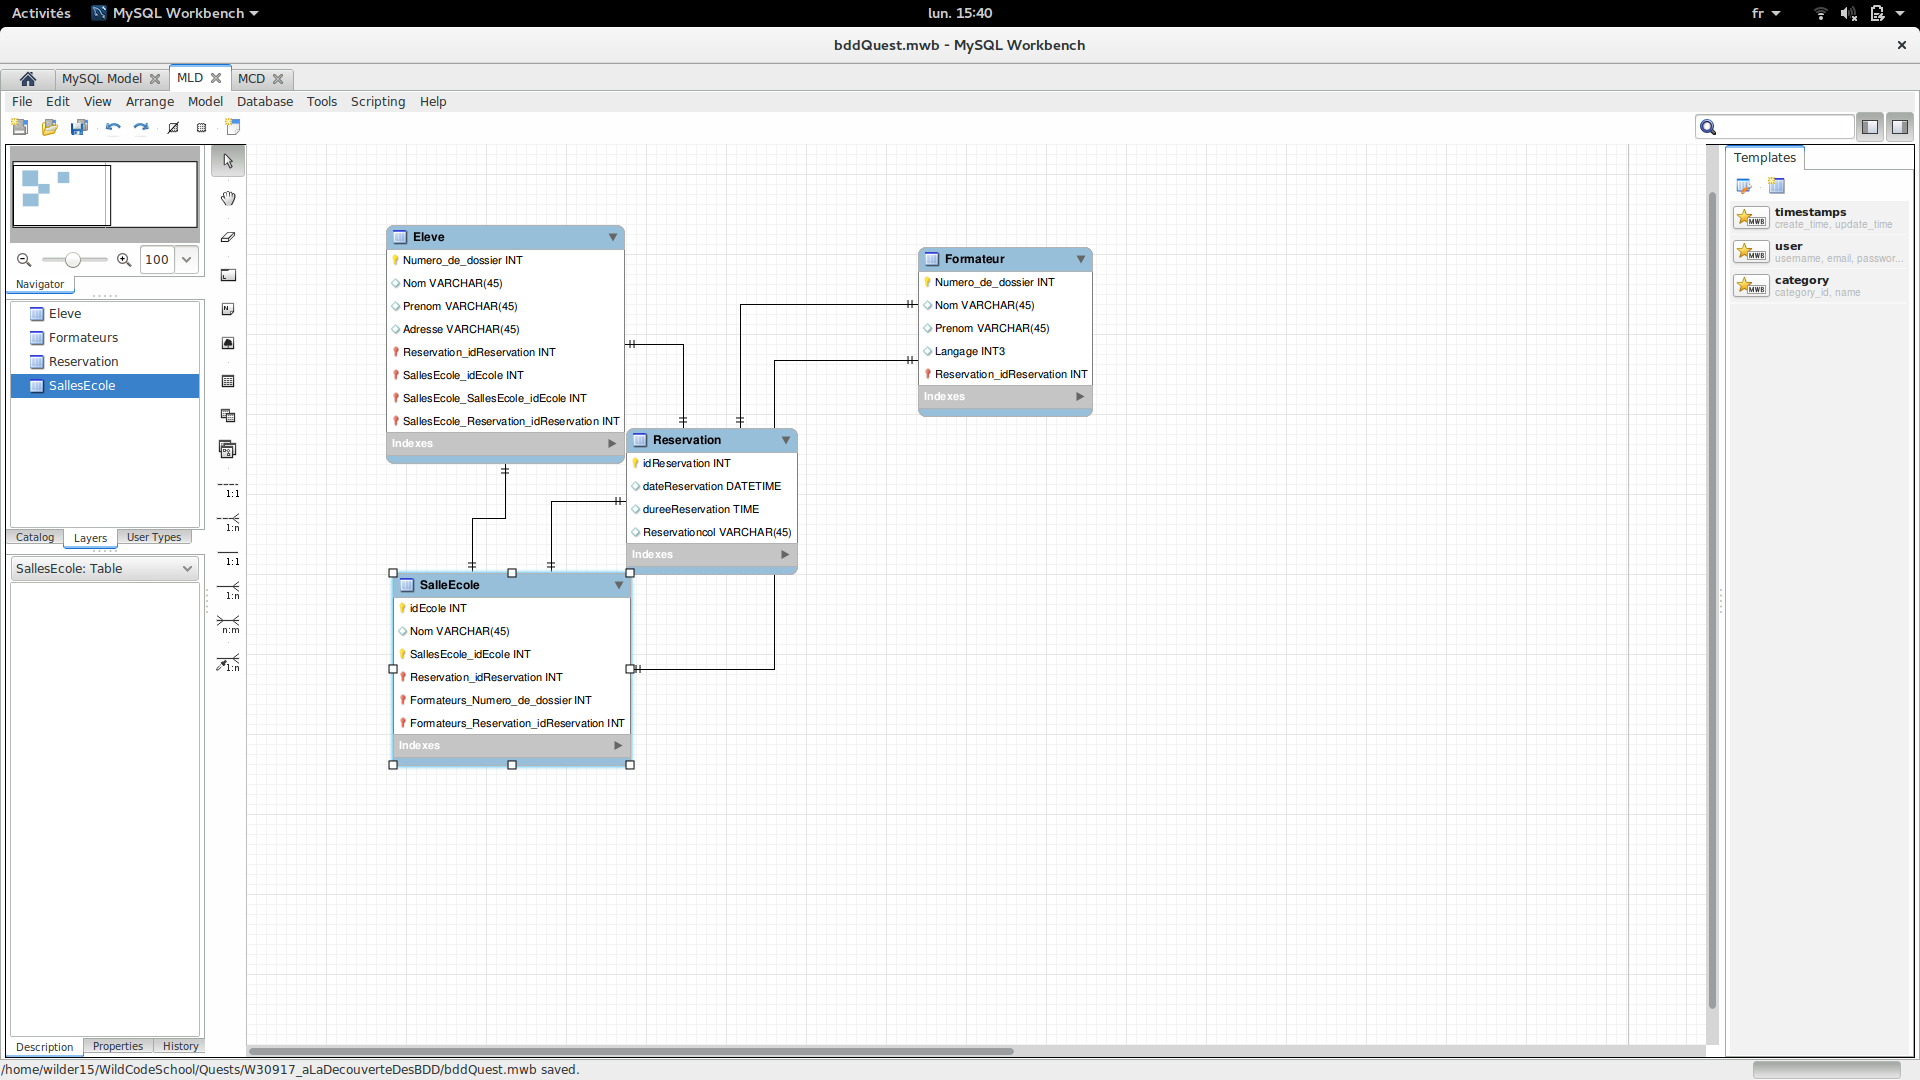 Activités MySQL Workbench lun. 15:40 fr
bddQuest.mwb - MySQL Workbench
MySQL Model MLD MCD
File Edit View Arrange Model Database Tools Scripting Help
100
Navigator
Eleve
Formateurs
Reservation
SallesEcole
Catalog Layers User Types
SallesEcole: Table
Description Properties History
1:1
1:n
1:1
1:n
n:m
1:n
Eleve
Numero_de_dossier INT
Nom VARCHAR(45)
Prenom VARCHAR(45)
Adresse VARCHAR(45)
Reservation_idReservation INT
SallesEcole_idEcole INT
SallesEcole_SallesEcole_idEcole INT
SallesEcole_Reservation_idReservation INT
Indexes
Formateur
Numero_de_dossier INT
Nom VARCHAR(45)
Prenom VARCHAR(45)
Langage INT3
Reservation_idReservation INT
Indexes
Reservation
idReservation INT
dateReservation DATETIME
dureeReservation TIME
Reservationcol VARCHAR(45)
Indexes
SalleEcole
idEcole INT
Nom VARCHAR(45)
SallesEcole_idEcole INT
Reservation_idReservation INT
Formateurs_Numero_de_dossier INT
Formateurs_Reservation_idReservation INT
Indexes
Templates
MWB
timestamps
create_time, update_time
MWB
user
username, email, passwor...
MWB
category
category_id, name
/home/wilder15/WildCodeSchool/Quests/W30917_aLaDecouverteDesBDD/bddQuest.mwb saved.